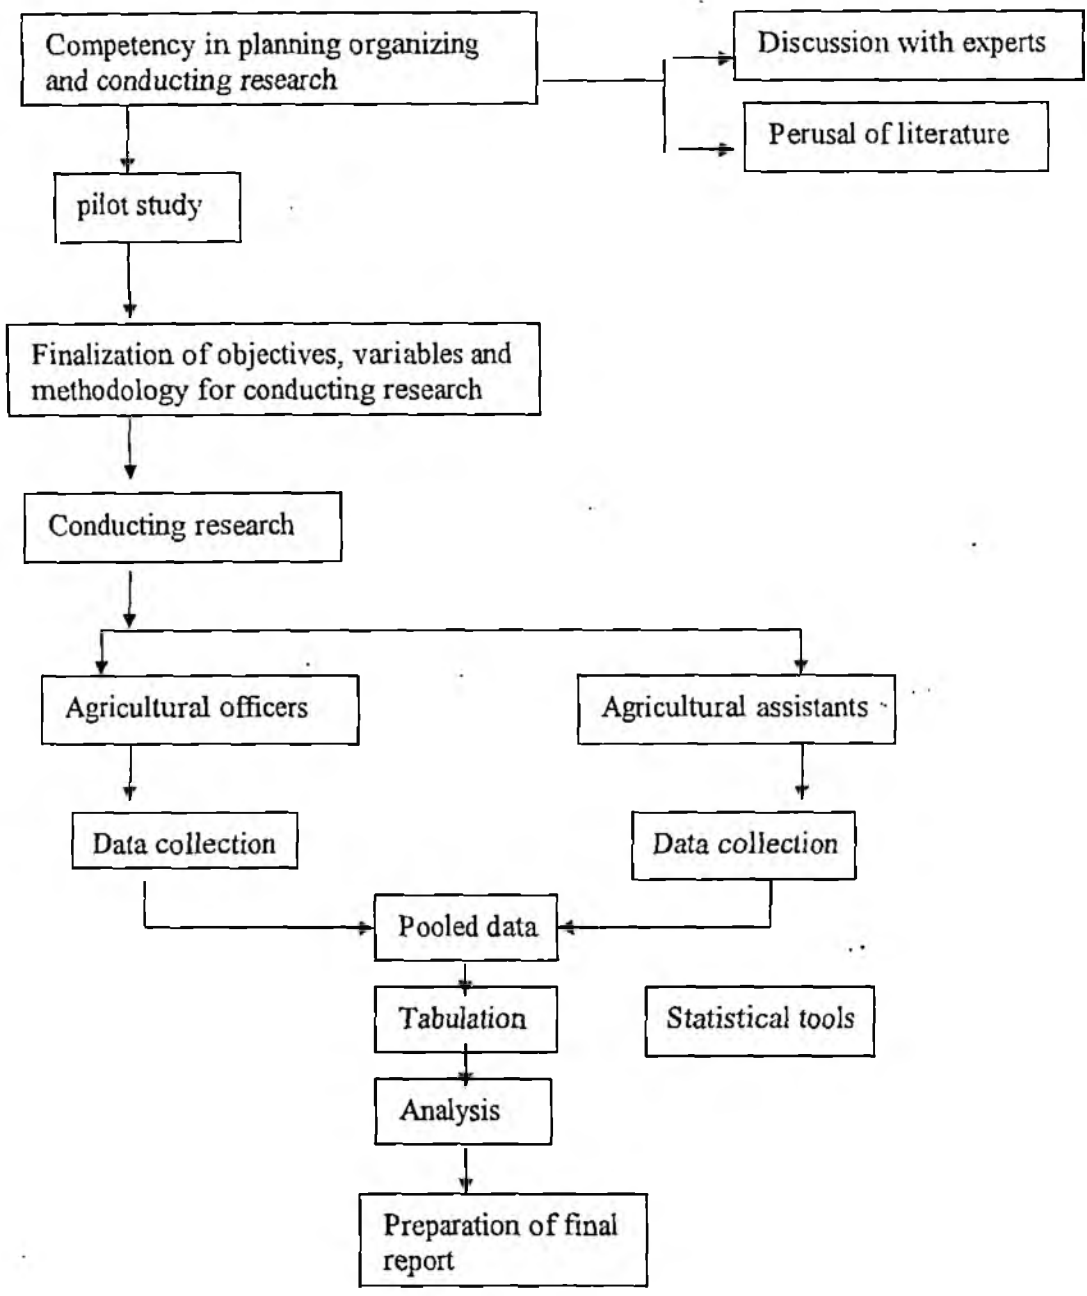 Competency in planning organizing
and conducting research
Discussion with experts
Perusal of literature
pilot study
Finalization of objectives, variables and
methodology for conducting research
Conducting research
Agricultural officers
Agricultural assistants
Data collection
Data collection
Pooled data
Tabulation
Statistical tools
Analysis
Preparation of final
report